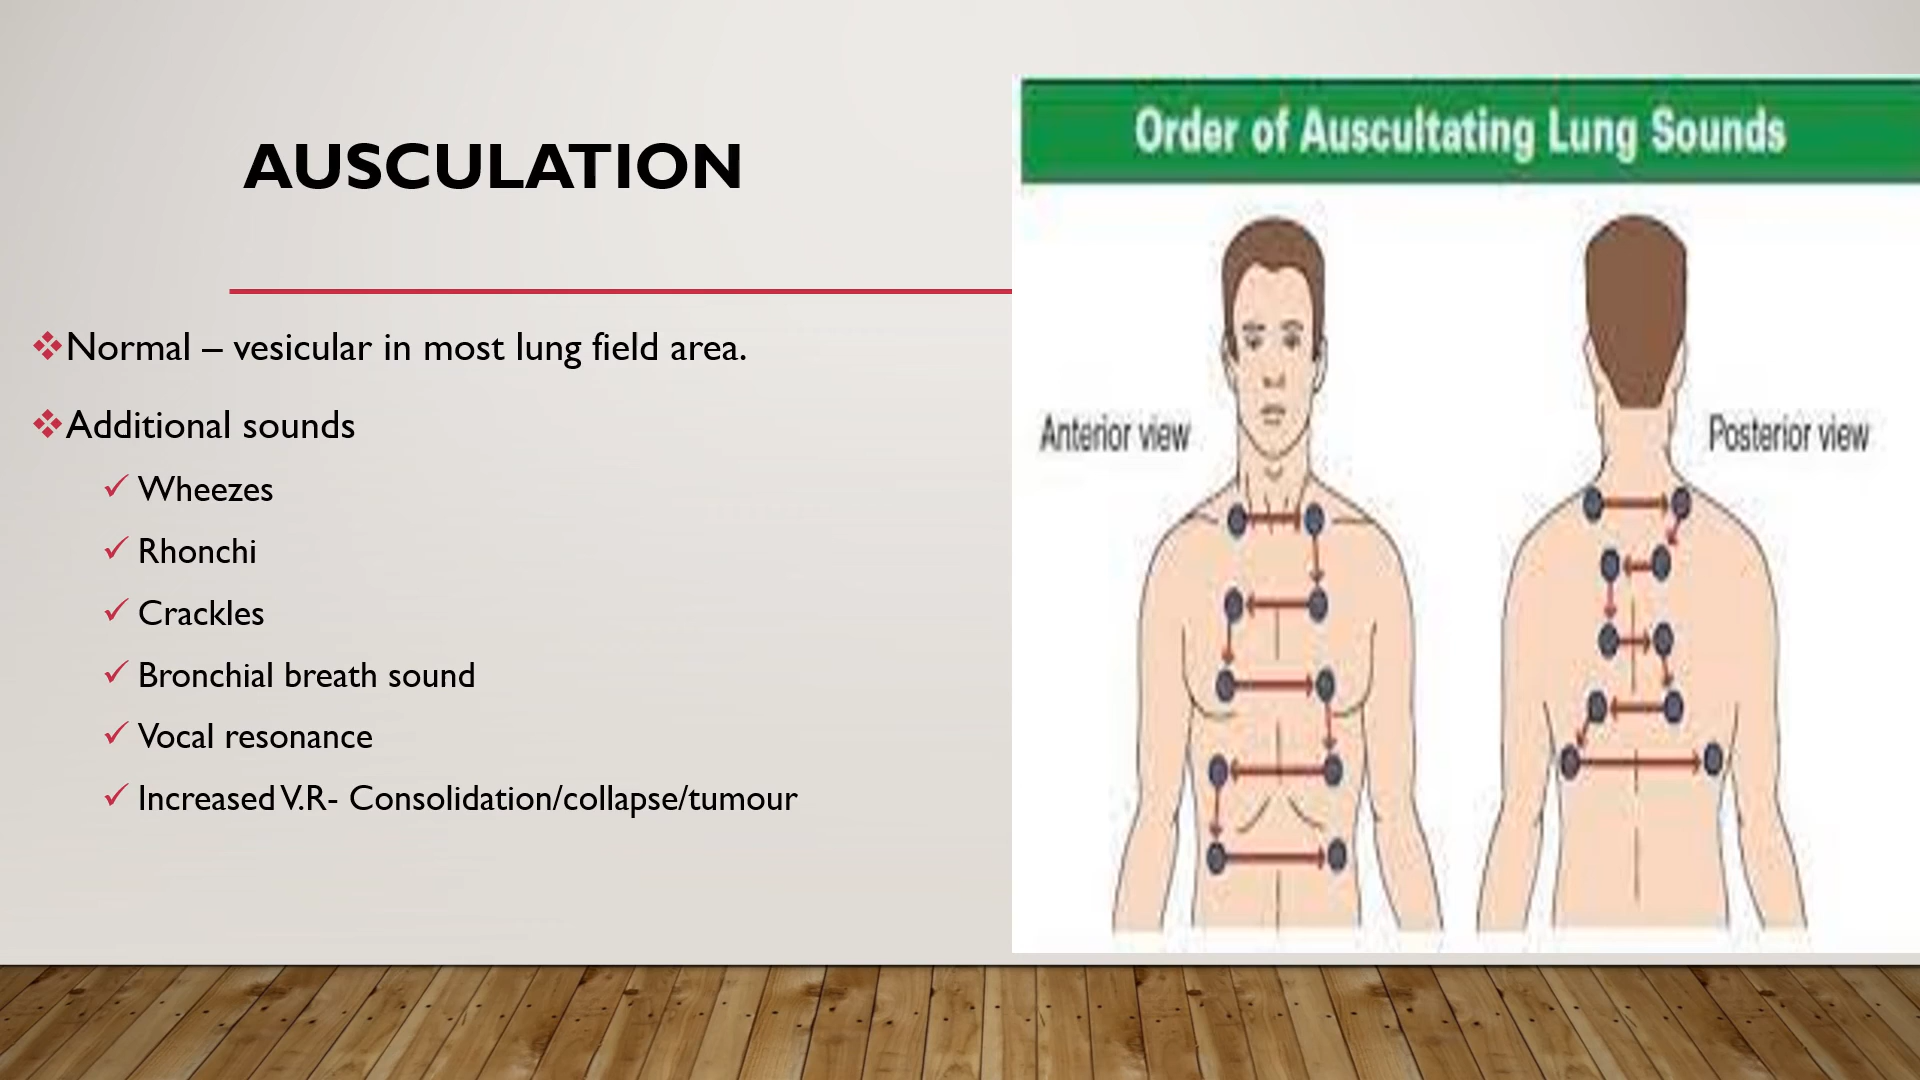 AUSCULATION
Normal – vesicular in most lung field area.
Additional sounds
Wheezes
Rhonchi
Crackles
Bronchial breath sound
Vocal resonance
Increased V.R- Consolidation/collapse/tumour
Order of Auscultating Lung Sounds
Anterior view
Posterior view